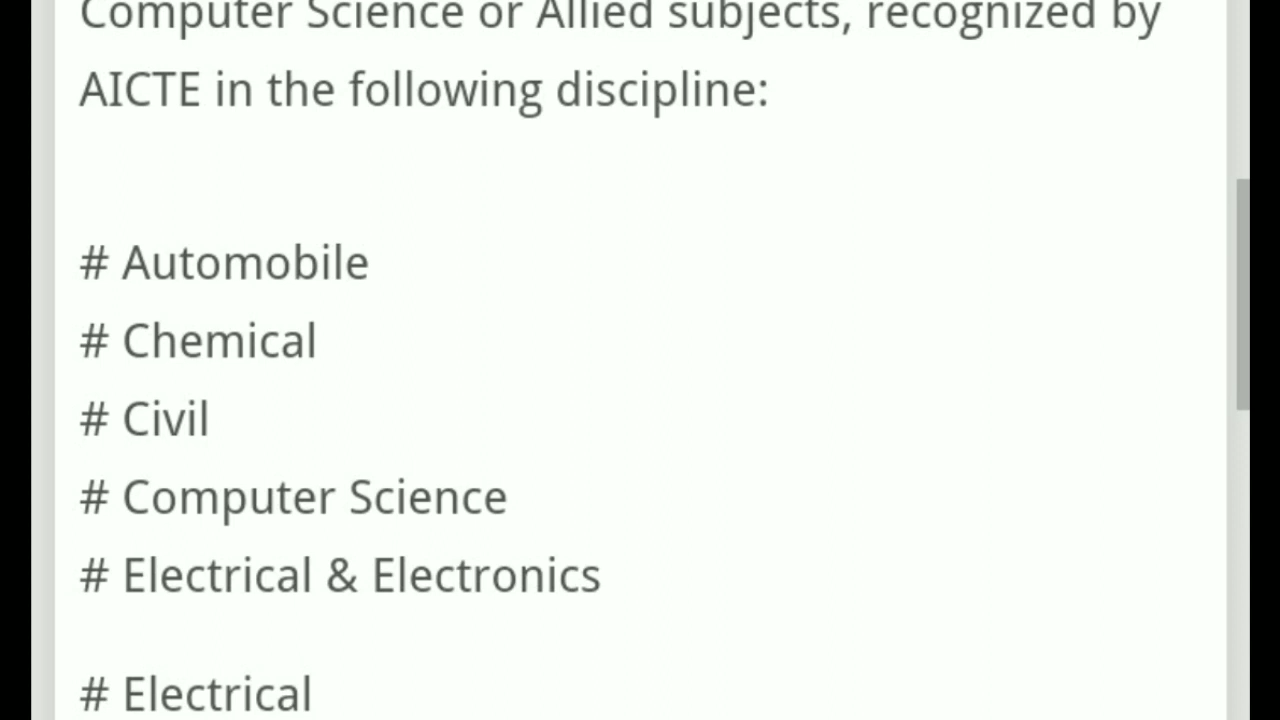 Computer Science or Allied subjects, recognized by
AICTE in the following discipline:
# Automobile
# Chemical
# Civil
# Computer Science
# Electrical & Electronics
# Electrical